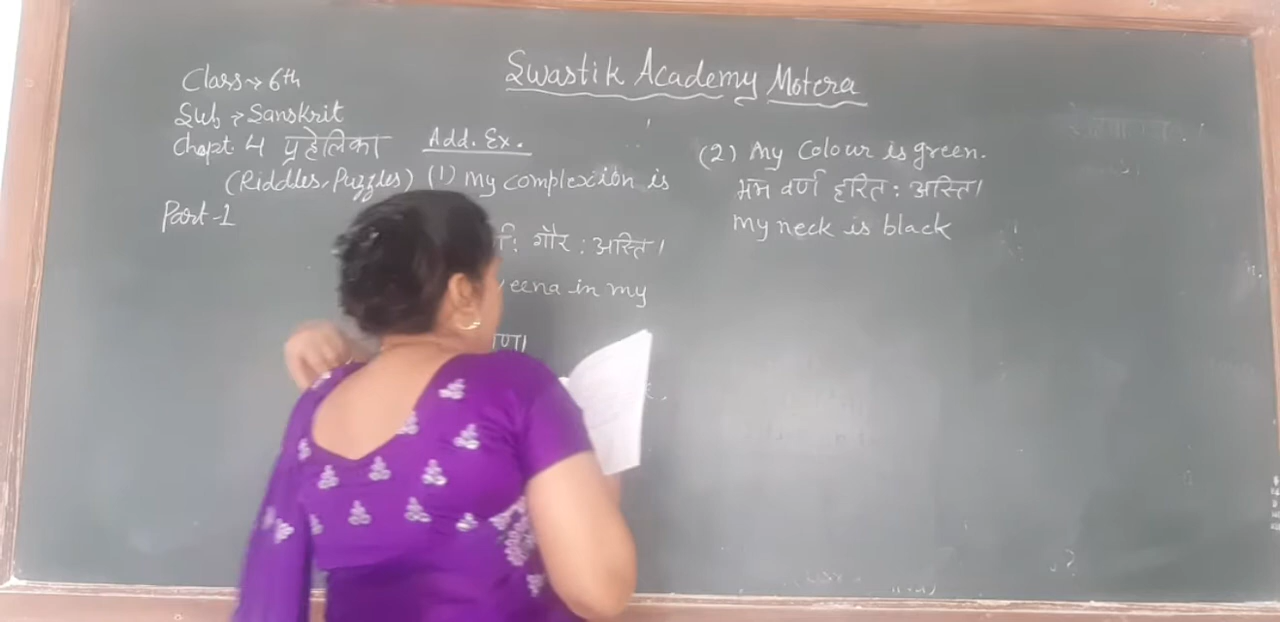 Swastik Academy Motera
Class → 6th
Sub → Sanskrit
Chapt. 4 प्रहेलिका
(Riddles, Puzzles)
Part-1
Add. Ex.
(1) My complexion is
गौर : अस्ति।
eena in my
(2) My Colour is green.
मम वर्ण हरित : अस्ति।
My neck is black